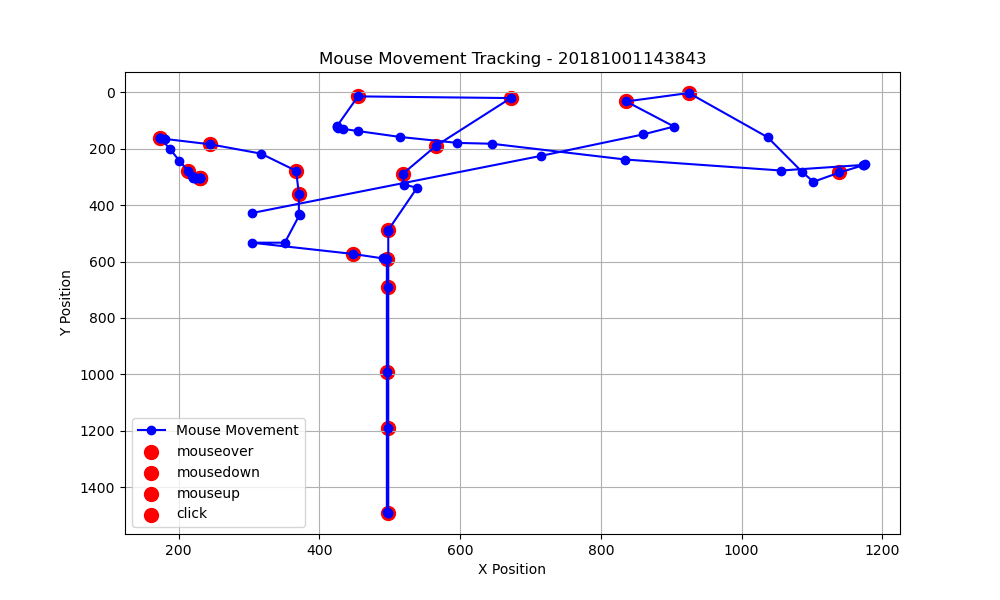 Mouse Movement Tracking - 20181001143843
0
200
400
600
800
1000
1200
1400
Y Position
Mouse Movement
mouseover
mousedown
mouseup
click
200
400
600
800
1000
1200
X Position